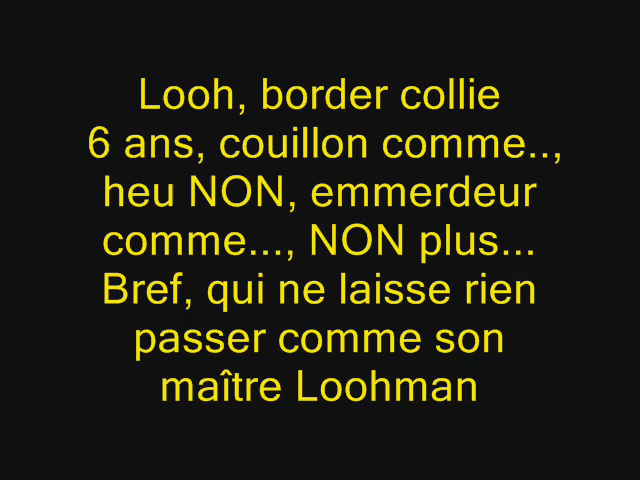 Looh, border collie
6 ans, couillon comme..,
heu NON, emmerdeur
comme..., NON plus...
Bref, qui ne laisse rien
passer comme son
maître Loohman